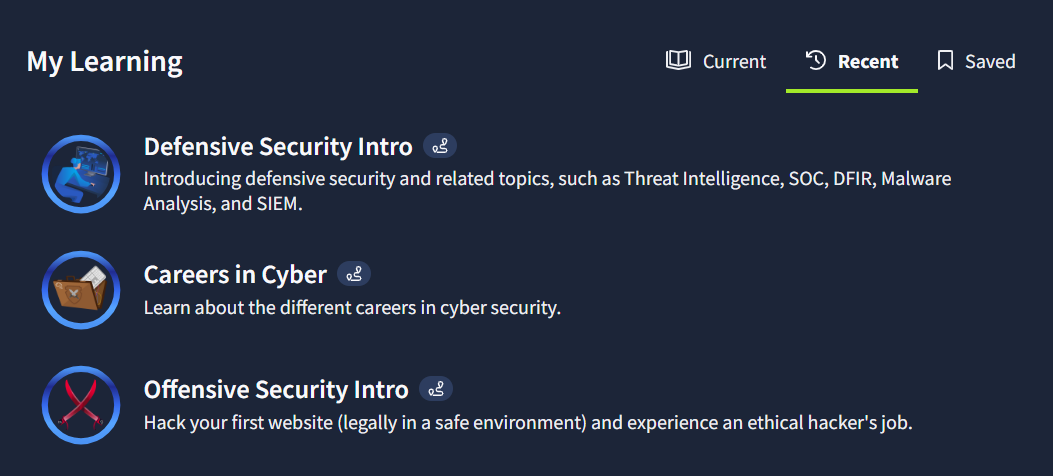 My Learning
Current
Recent
Saved
Defensive Security Intro
Introducing defensive security and related topics, such as Threat Intelligence, SOC, DFIR, Malware
Analysis, and SIEM.
Careers in Cyber
Learn about the different careers in cyber security.
Offensive Security Intro
Hack your first website (legally in a safe environment) and experience an ethical hacker's job.